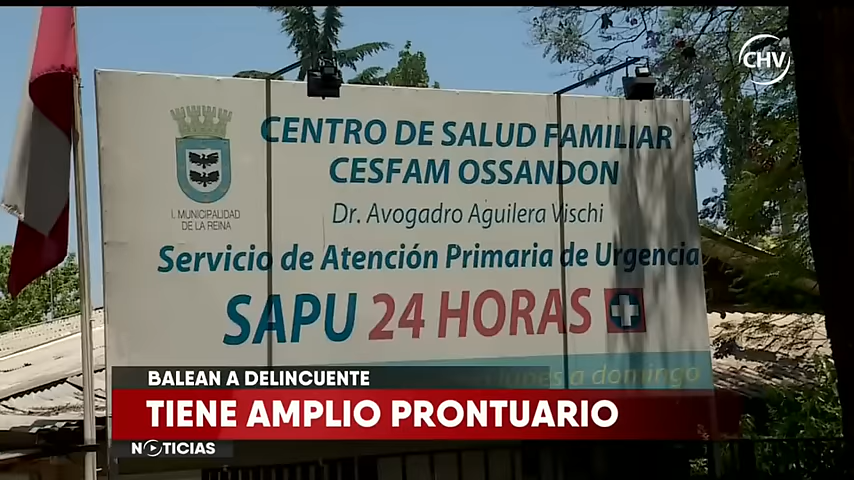 CHV
CENTRO DE SALUD FAMILIAR
CESFAM OSSANDON
I. MUNICIPALIDAD
DE LA REINA
Dr. Avogadro Aguilera Vischi
Servicio de Atención Primaria de Urgencia
SAPU 24 HORAS
lunes a domingo
BALEAN A DELINCUENTE
TIENE AMPLIO PRONTUARIO
NOTICIAS